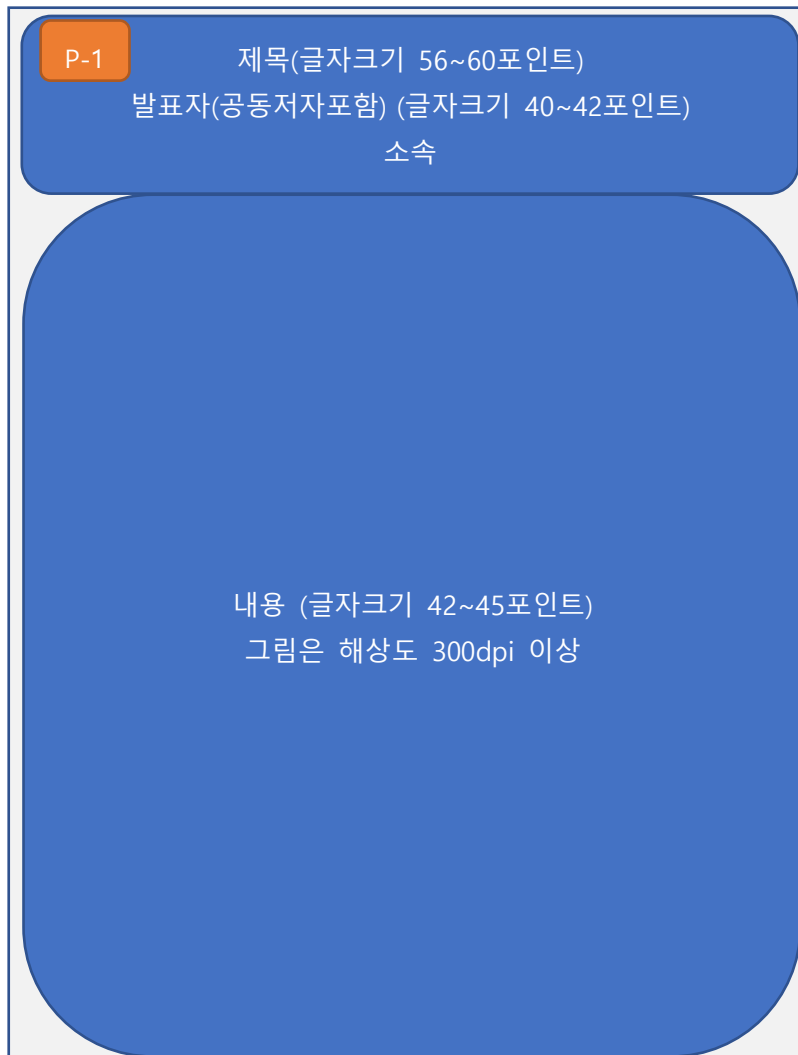 P-1
제목(글자크기 56~60포인트)
발표자(공동저자포함) (글자크기 40~42포인트)
소속
내용 (글자크기 42~45포인트)
그림은 해상도 300dpi 이상